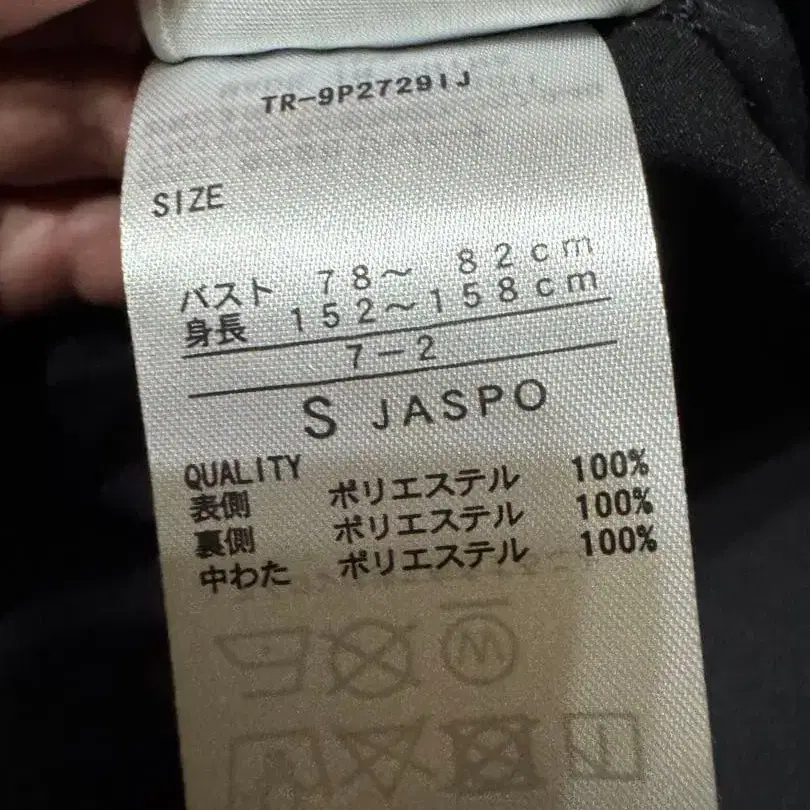 TR-9P2729IJ
SIZE
バスト 78～ 82cm
身長 152～158cm
7-2
S JASPO
QUALITY
表側 ポリエステル 100%
裏側 ポリエステル 100%
中わた ポリエステル 100%